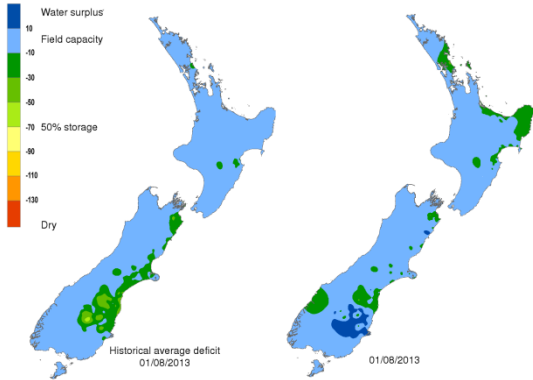 Water surplus
10
Field capacity
-10
-30
-50
50% storage
-70
-90
-110
-130
Dry
Historical average deficit
01/08/2013
01/08/2013